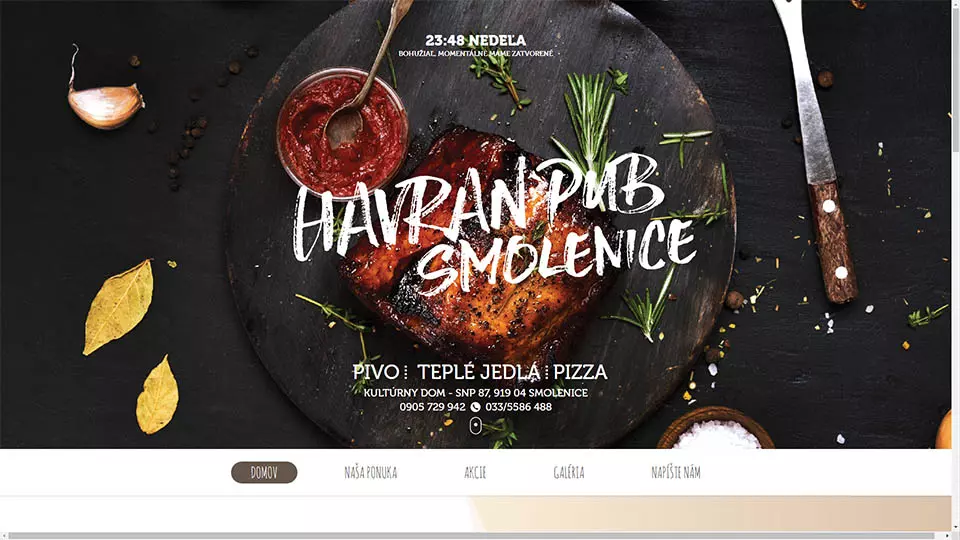 23:48 NEDEĽA
BOHUŽIAĽ, MOMENTÁLNE MÁME ZATVORENÉ
HAVRAN PUB
SMOLENICE
PIVO TEPLÉ JEDLÁ PIZZA
KULTÚRNY DOM - SNP 87, 919 04 SMOLENICE
0905 729 942 033/5586 488
DOMOV NAŠA PONUKA AKCIE GALÉRIA NAPÍŠTE NÁM